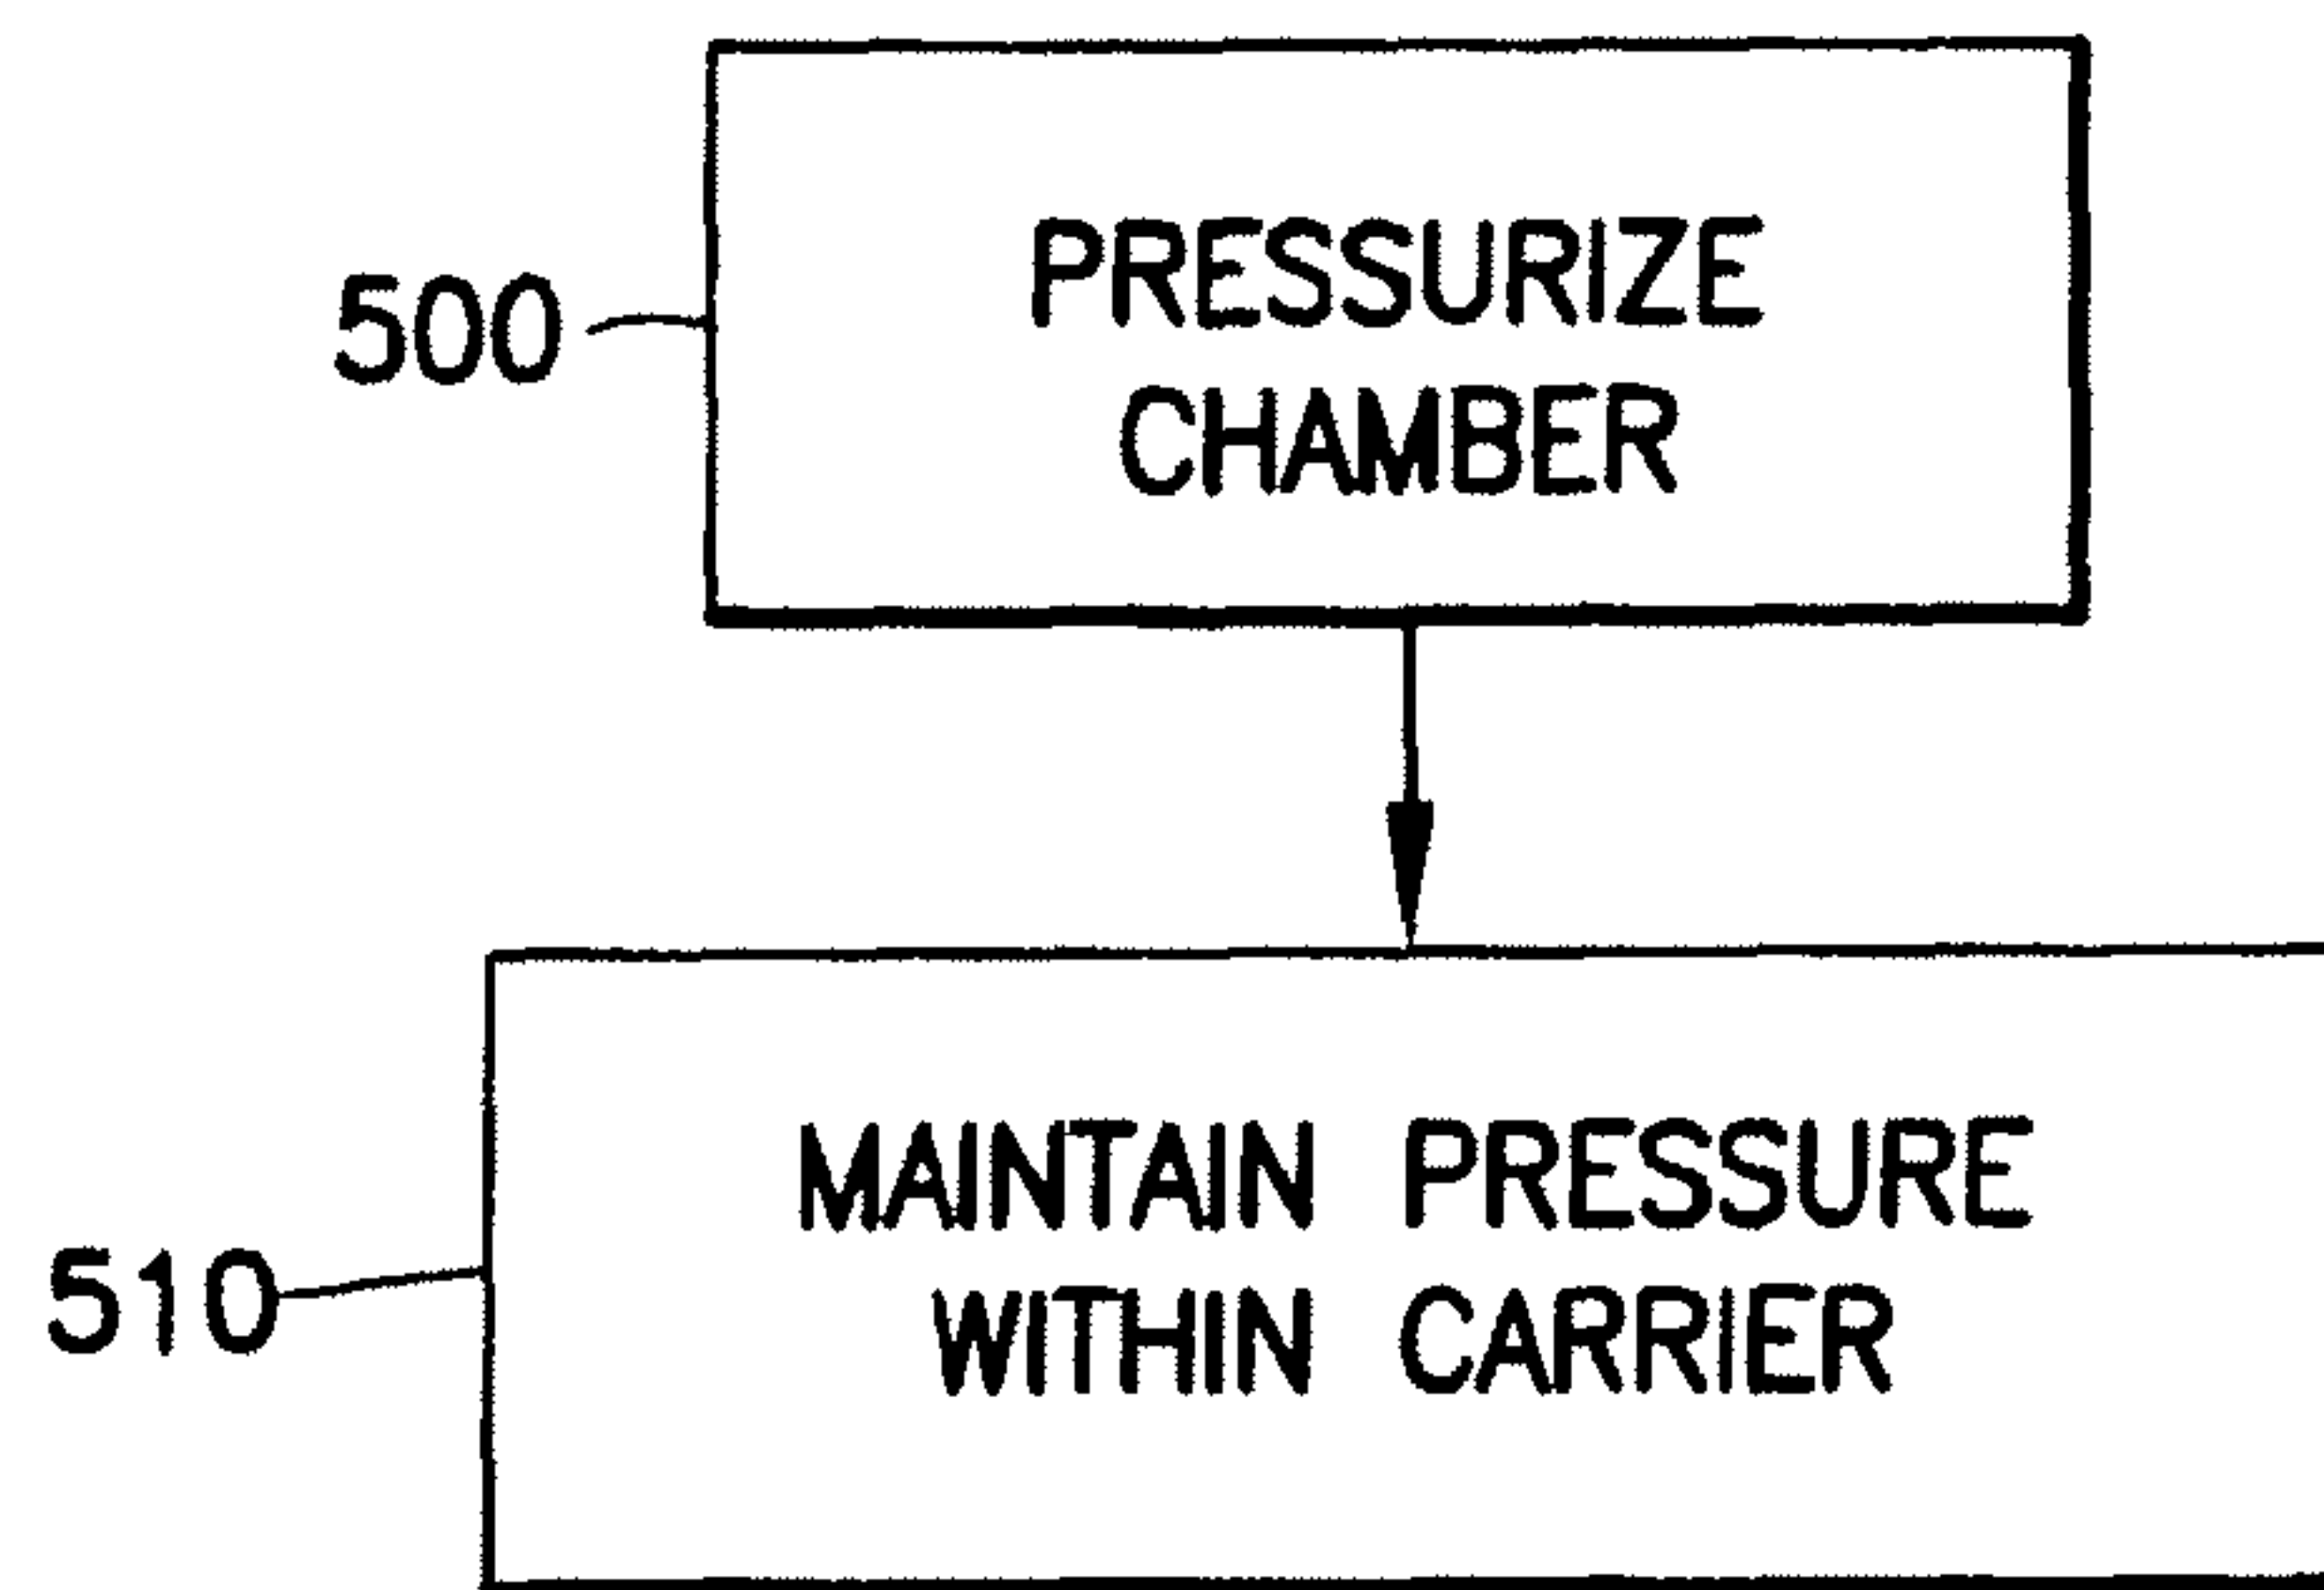 PRESSURIZE
CHAMBER
500
MAINTAIN PRESSURE
WITHIN CARRIER
510